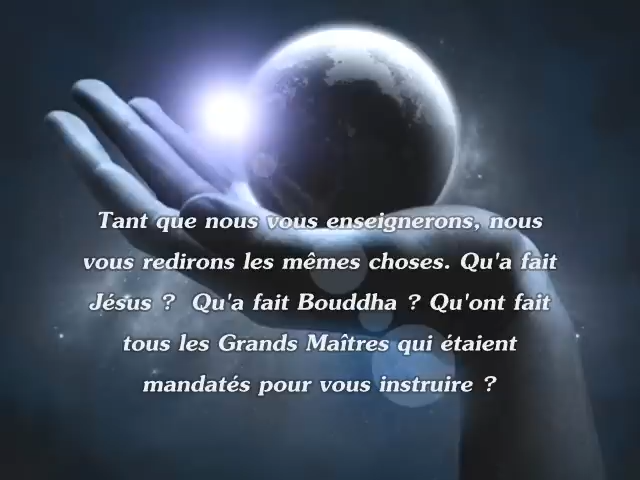 Tant que nous vous enseignerons, nous
vous redirons les mêmes choses. Qu'a fait
Jésus ?  Qu'a fait Bouddha ? Qu'ont fait
tous les Grands Maîtres qui étaient
mandatés pour vous instruire ?